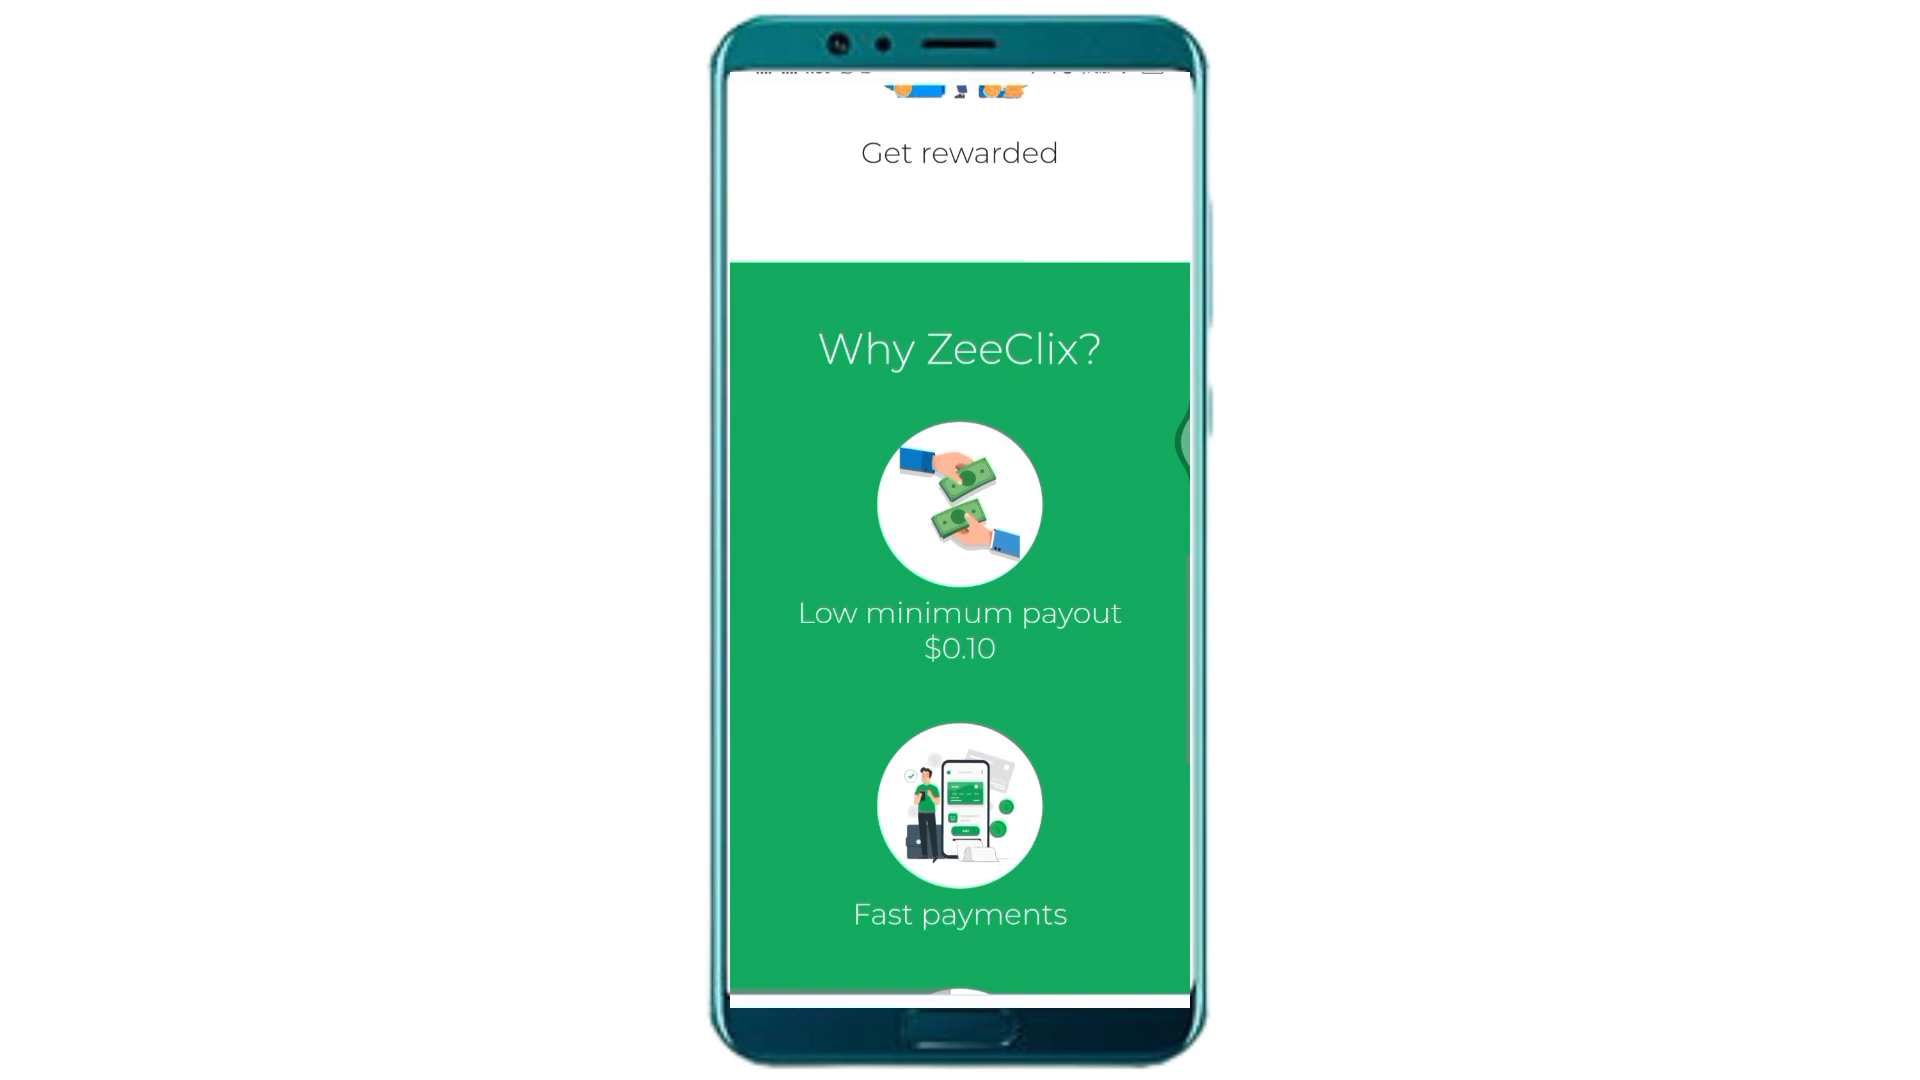 Get rewarded
Why ZeeClix?
Low minimum payout
$0.10
Fast payments